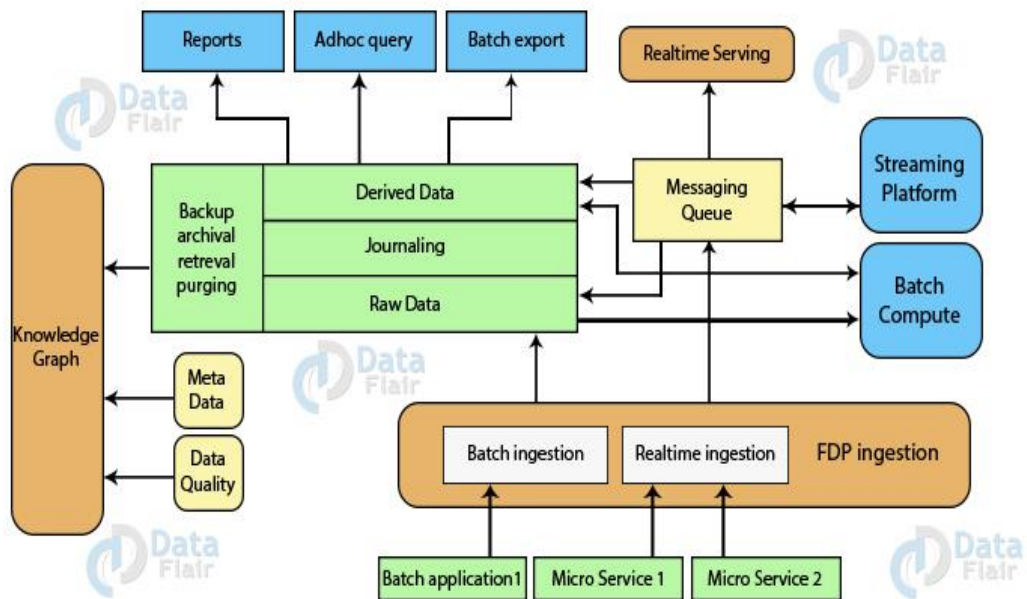 Reports
Adhoc query
Batch export
Realtime Serving
Data
Flair
Data
Flair
Streaming
Platform
Derived Data
Messaging
Queue
Backup
archival
retreval
purging
Journaling
Raw Data
Batch
Compute
Knowledge
Graph
Data
Flair
Meta
Data
Data
Quality
Batch ingestion
Realtime ingestion
FDP ingestion
Data
Flair
Data
Flair
Batch application1
Micro Service 1
Micro Service 2